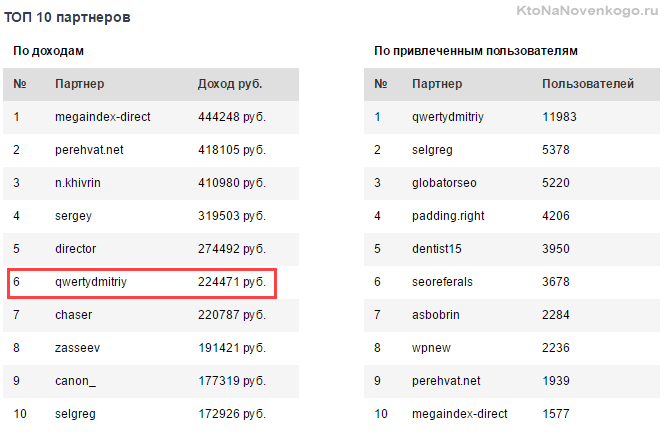 KtoNaNovenkogo.ru
ТОП 10 партнеров
По доходам
№ Партнер Доход руб.
1 megaindex-direct 444248 руб.
2 perehvat.net 418105 руб.
3 n.khivrin 410980 руб.
4 sergey 319503 руб.
5 director 274492 руб.
6 qwertydmitriy 224471 руб.
7 chaser 220787 руб.
8 zasseev 191421 руб.
9 canon_ 177319 руб.
10 selgreg 172926 руб.
По привлеченным пользователям
№ Партнер Пользователей
1 qwertydmitriy 11983
2 selgreg 5378
3 globatorseo 5220
4 padding.right 4206
5 dentist15 3950
6 seoreferals 3678
7 asbobrin 2284
8 wpnew 2236
9 perehvat.net 1939
10 megaindex-direct 1577